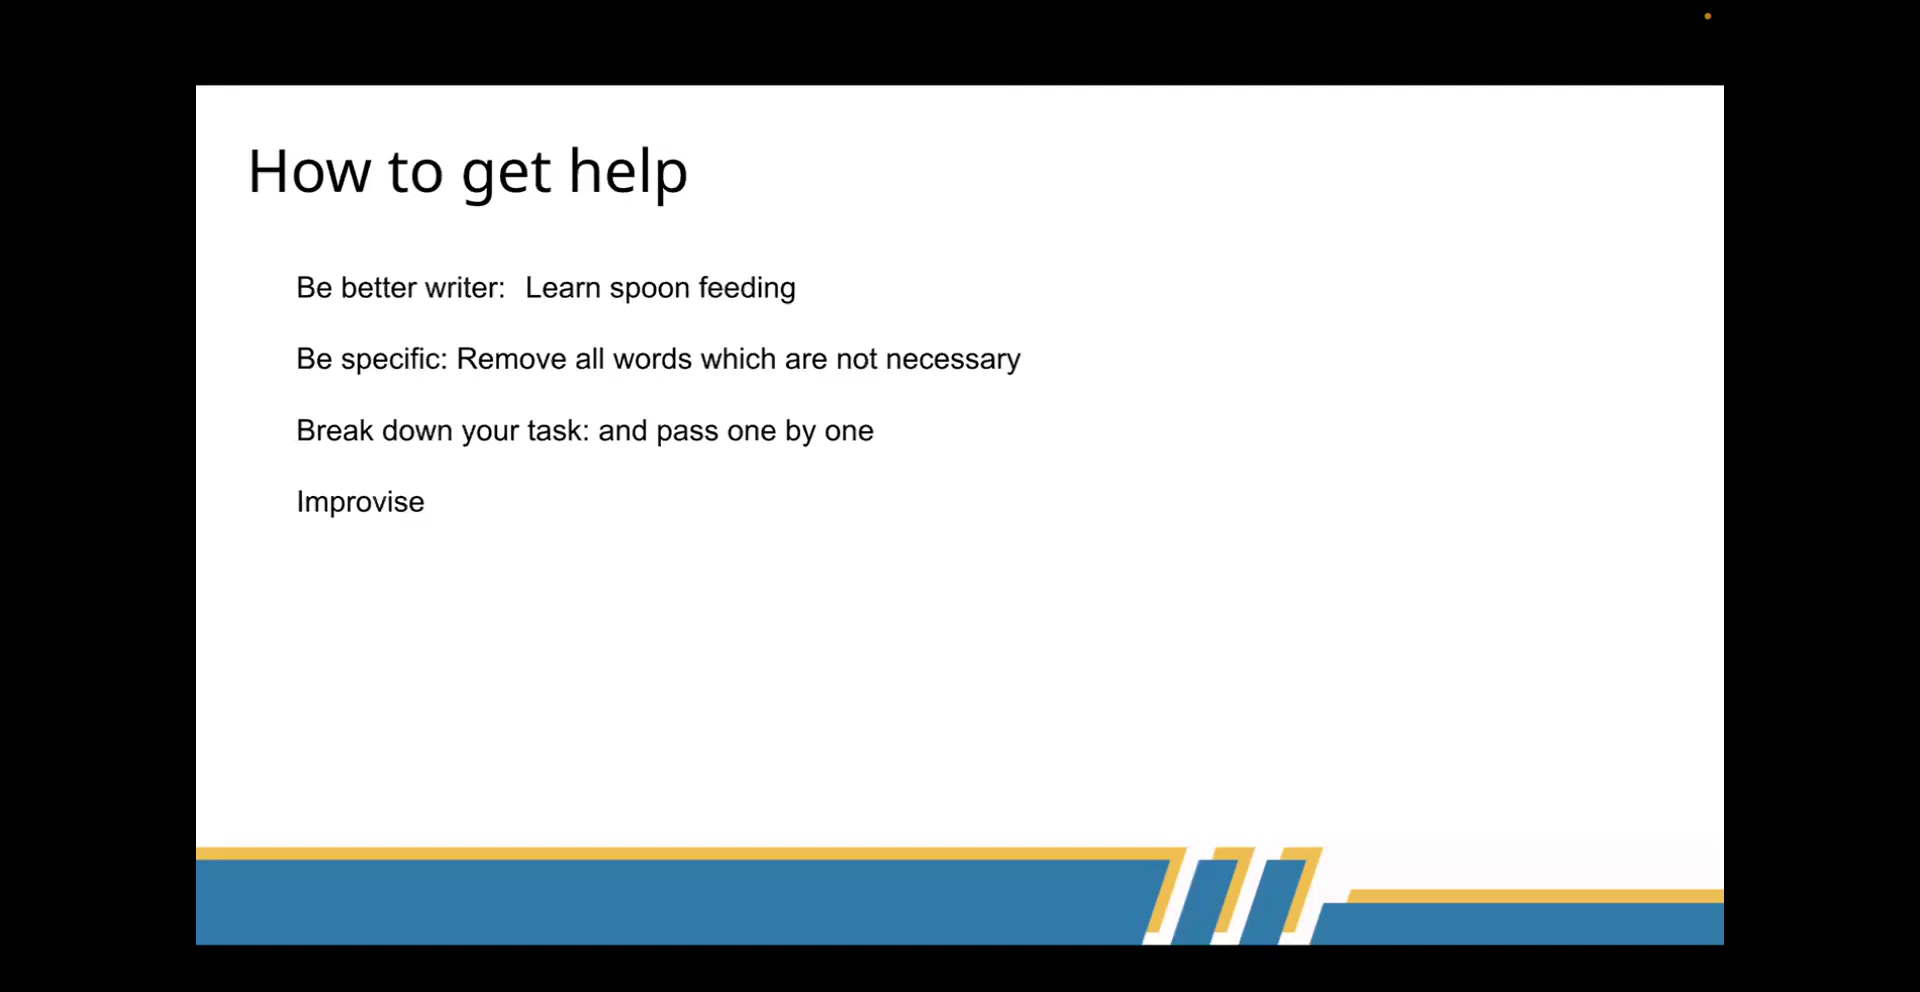 How to get help
Be better writer:  Learn spoon feeding
Be specific: Remove all words which are not necessary
Break down your task: and pass one by one
Improvise